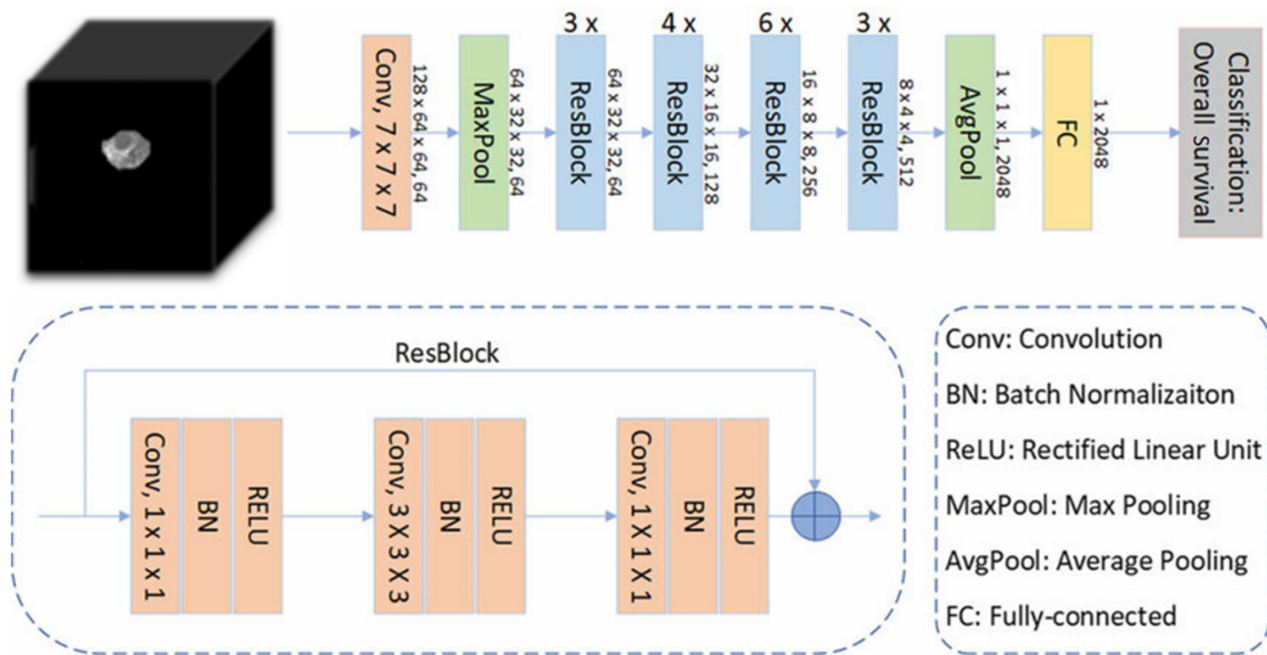 3 x
4 x
6 x
3 x
Conv, 7 x 7 x 7
128 x 64 x 64, 64
MaxPool
64 x 32 x 32, 64
ResBlock
64 x 32 x 32, 64
ResBlock
32 x 16 x 16, 128
ResBlock
16 x 8 x 8, 256
ResBlock
8 x 4 x 4, 512
AvgPool
1 x 1 x 1, 2048
FC
1 x 2048
Classification:
Overall survival
ResBlock
Conv, 1 x 1 x 1
BN
RELU
Conv, 3 X 3 X 3
BN
RELU
Conv, 1 X 1 X 1
BN
RELU
Conv: Convolution
BN: Batch Normalizaiton
ReLU: Rectified Linear Unit
MaxPool: Max Pooling
AvgPool: Average Pooling
FC: Fully-connected